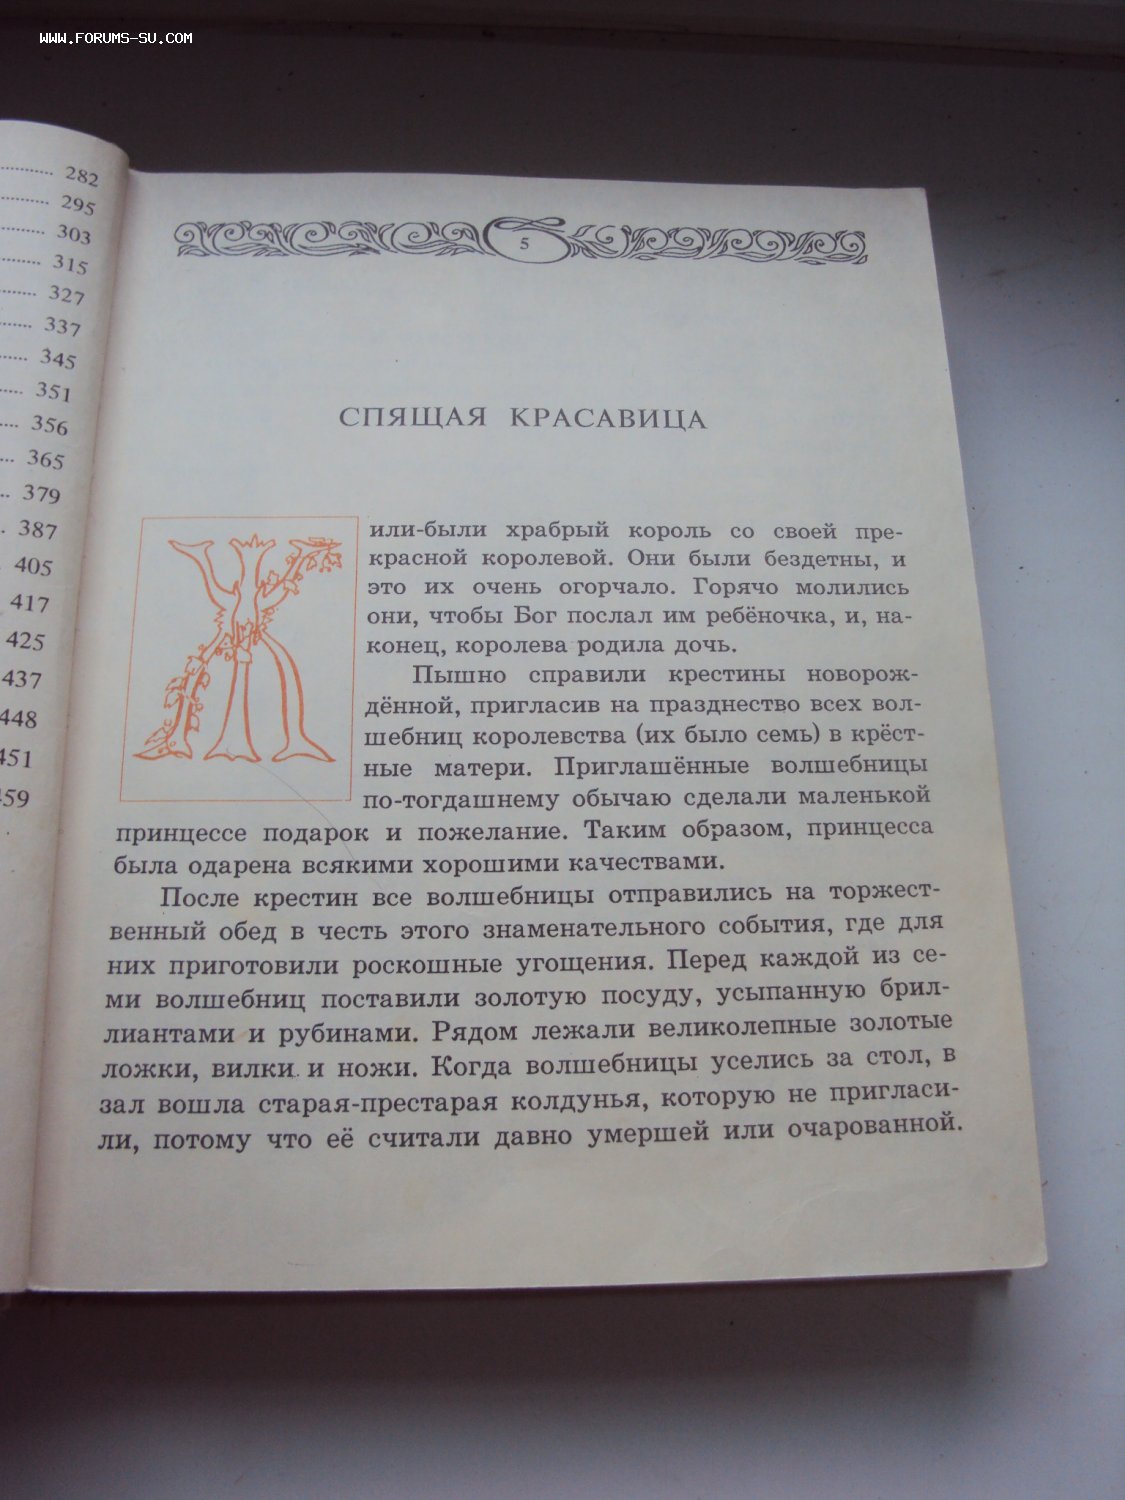 www.forums-su.com
282
295
303
315
327
337
345
351
356
365
379
387
405
417
425
437
448
451
459
5
СПЯЩАЯ КРАСАВИЦА
Жили-были храбрый король со своей пре-
красной королевой. Они были бездетны, и
это их очень огорчало. Горячо молились
они, чтобы Бог послал им ребёночка, и, на-
конец, королева родила дочь.
Пышно справили крестины новорож-
дённой, пригласив на празднество всех вол-
шебниц королевства (их было семь) в крёст-
ные матери. Приглашённые волшебницы
по-тогдашнему обычаю сделали маленькой
принцессе подарок и пожелание. Таким образом, принцесса
была одарена всякими хорошими качествами.
После крестин все волшебницы отправились на торжест-
венный обед в честь этого знаменательного события, где для
них приготовили роскошные угощения. Перед каждой из се-
ми волшебниц поставили золотую посуду, усыпанную брил-
лиантами и рубинами. Рядом лежали великолепные золотые
ложки, вилки и ножи. Когда волшебницы уселись за стол, в
зал вошла старая-престарая колдунья, которую не пригласи-
ли, потому что её считали давно умершей или очарованной.